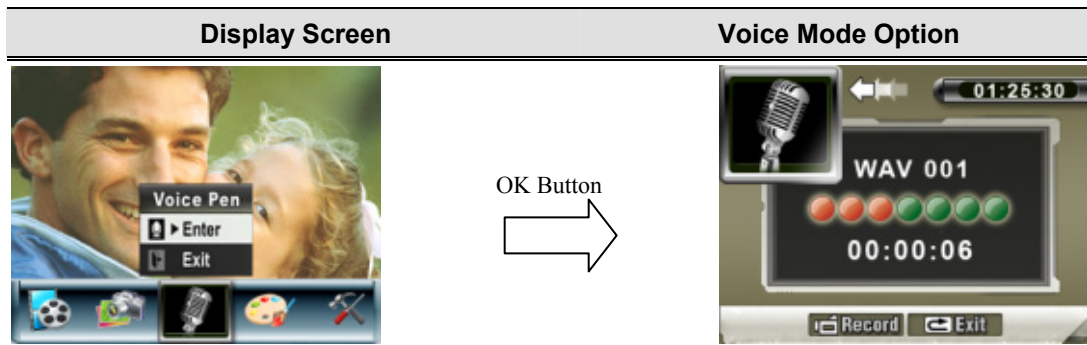 Display Screen
Voice Mode Option
Voice Pen
Enter
Exit
OK Button
01:25:30
WAV 001
00:00:06
Record
Exit